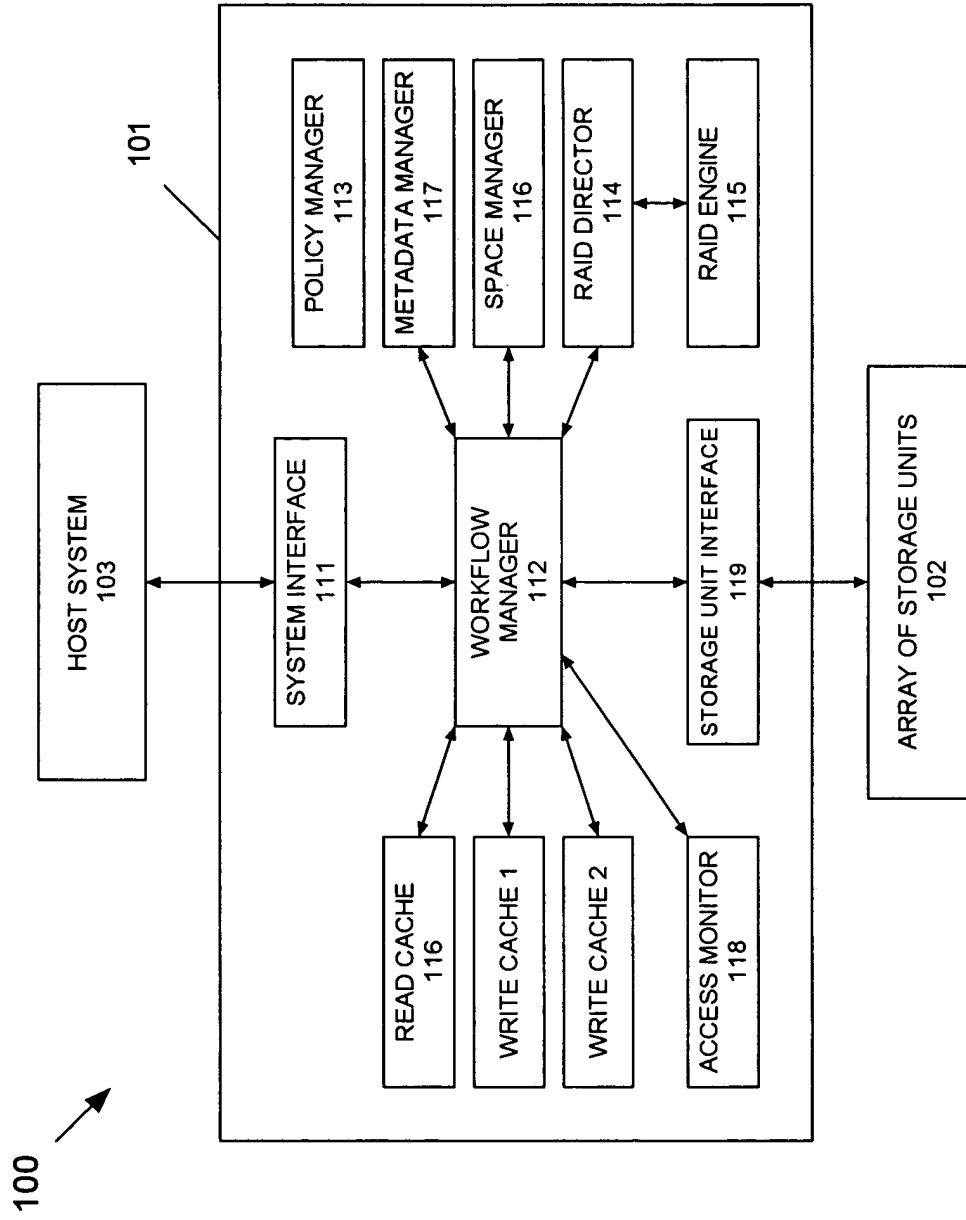 100
101
HOST SYSTEM
103
SYSTEM INTERFACE
111
READ CACHE
116
WRITE CACHE 1
WRITE CACHE 2
ACCESS MONITOR
118
WORKFLOW
MANAGER
112
POLICY MANAGER
113
METADATA MANAGER
117
SPACE MANAGER
116
RAID DIRECTOR
114
RAID ENGINE
115
STORAGE UNIT INTERFACE
119
ARRAY OF STORAGE UNITS
102